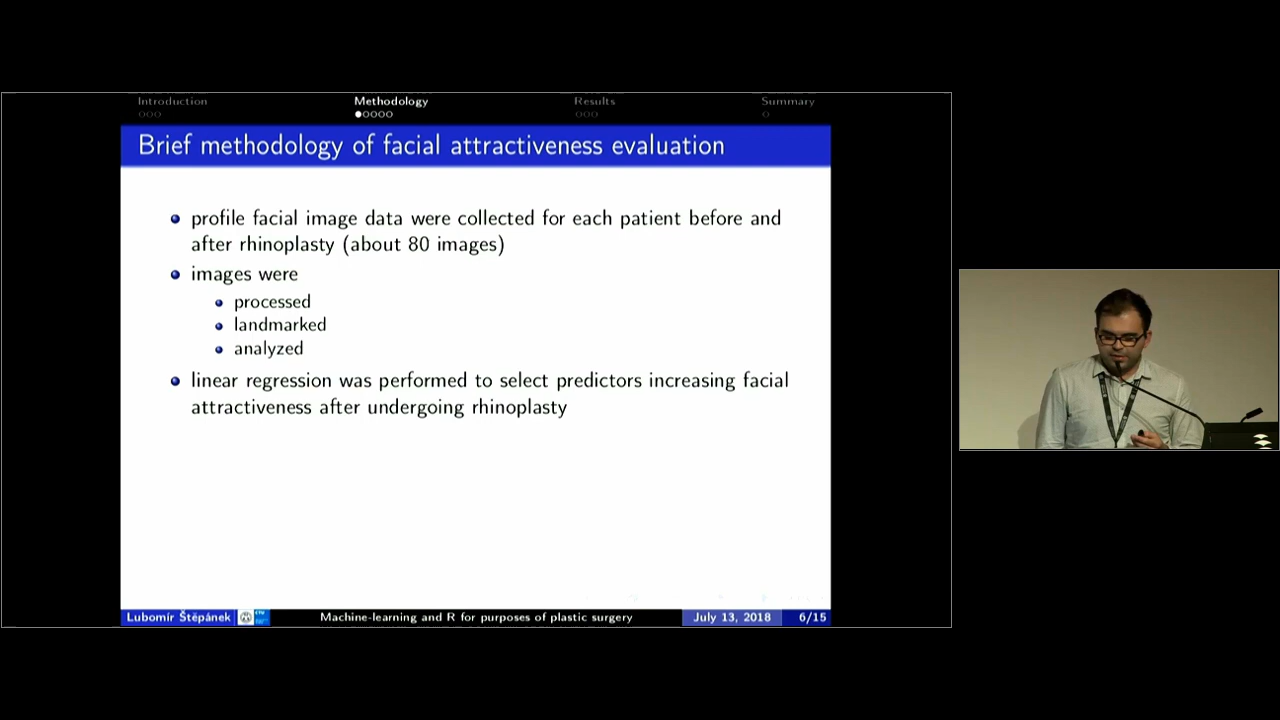 Introduction Methodology Results Summary
Brief methodology of facial attractiveness evaluation
profile facial image data were collected for each patient before and
after rhinoplasty (about 80 images)
images were
processed
landmarked
analyzed
linear regression was performed to select predictors increasing facial
attractiveness after undergoing rhinoplasty
Lubomír Štěpánek Machine-learning and R for purposes of plastic surgery July 13, 2018 6/15